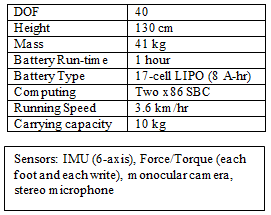 DOF 40
Height 130 cm
Mass 41 kg
Battery Run-time 1 hour
Battery Type 17-cell LIPO (8 A-hr)
Computing Two x86 SBC
Running Speed 3.6 km/hr
Carrying capacity 10 kg
Sensors: IMU (6-axis), Force/Torque (each
foot and each write), monocular camera,
stereo microphone